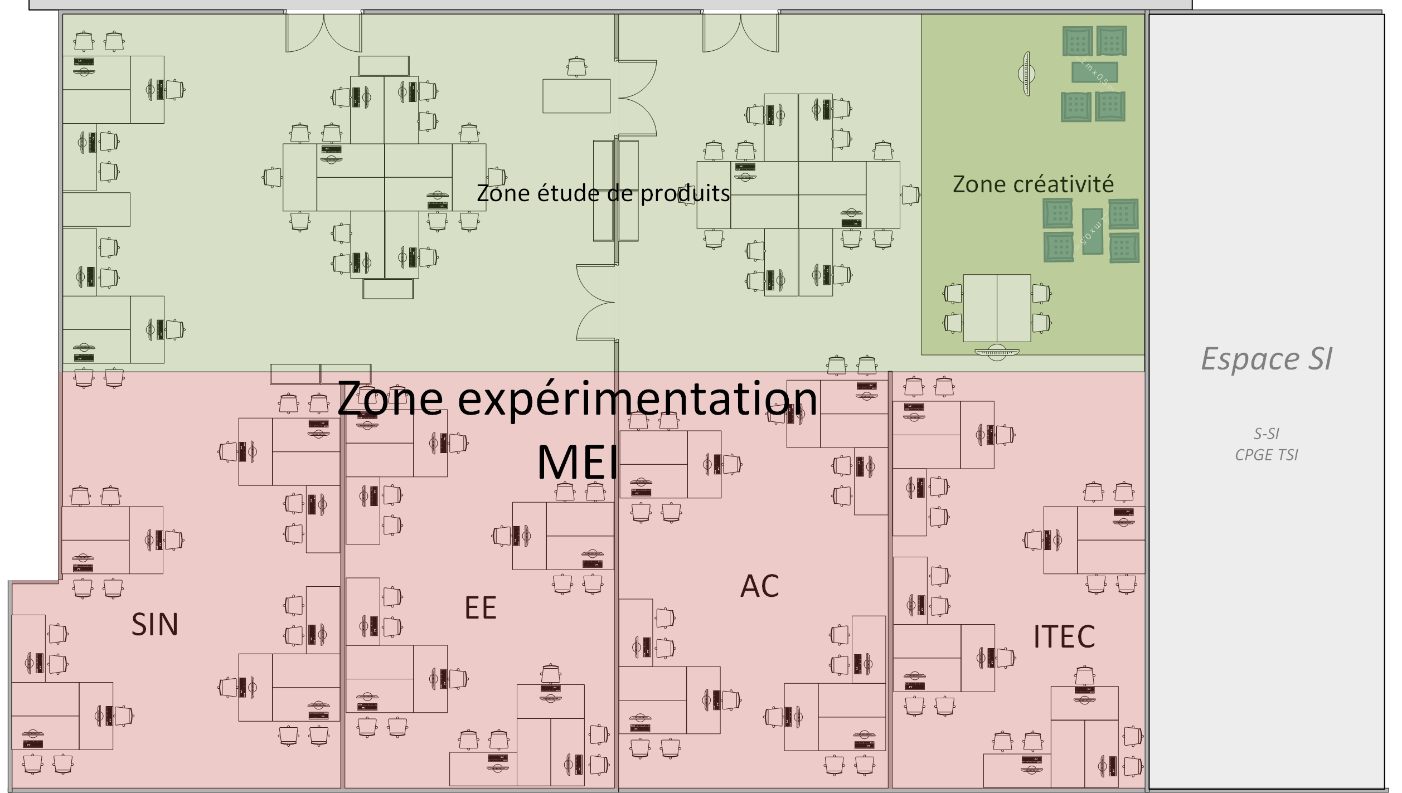 Zone étude de produits
Zone créativité
Zone expérimentation
MEI
SIN
EE
AC
ITEC
Espace SI
S-SI
CPGE TSI